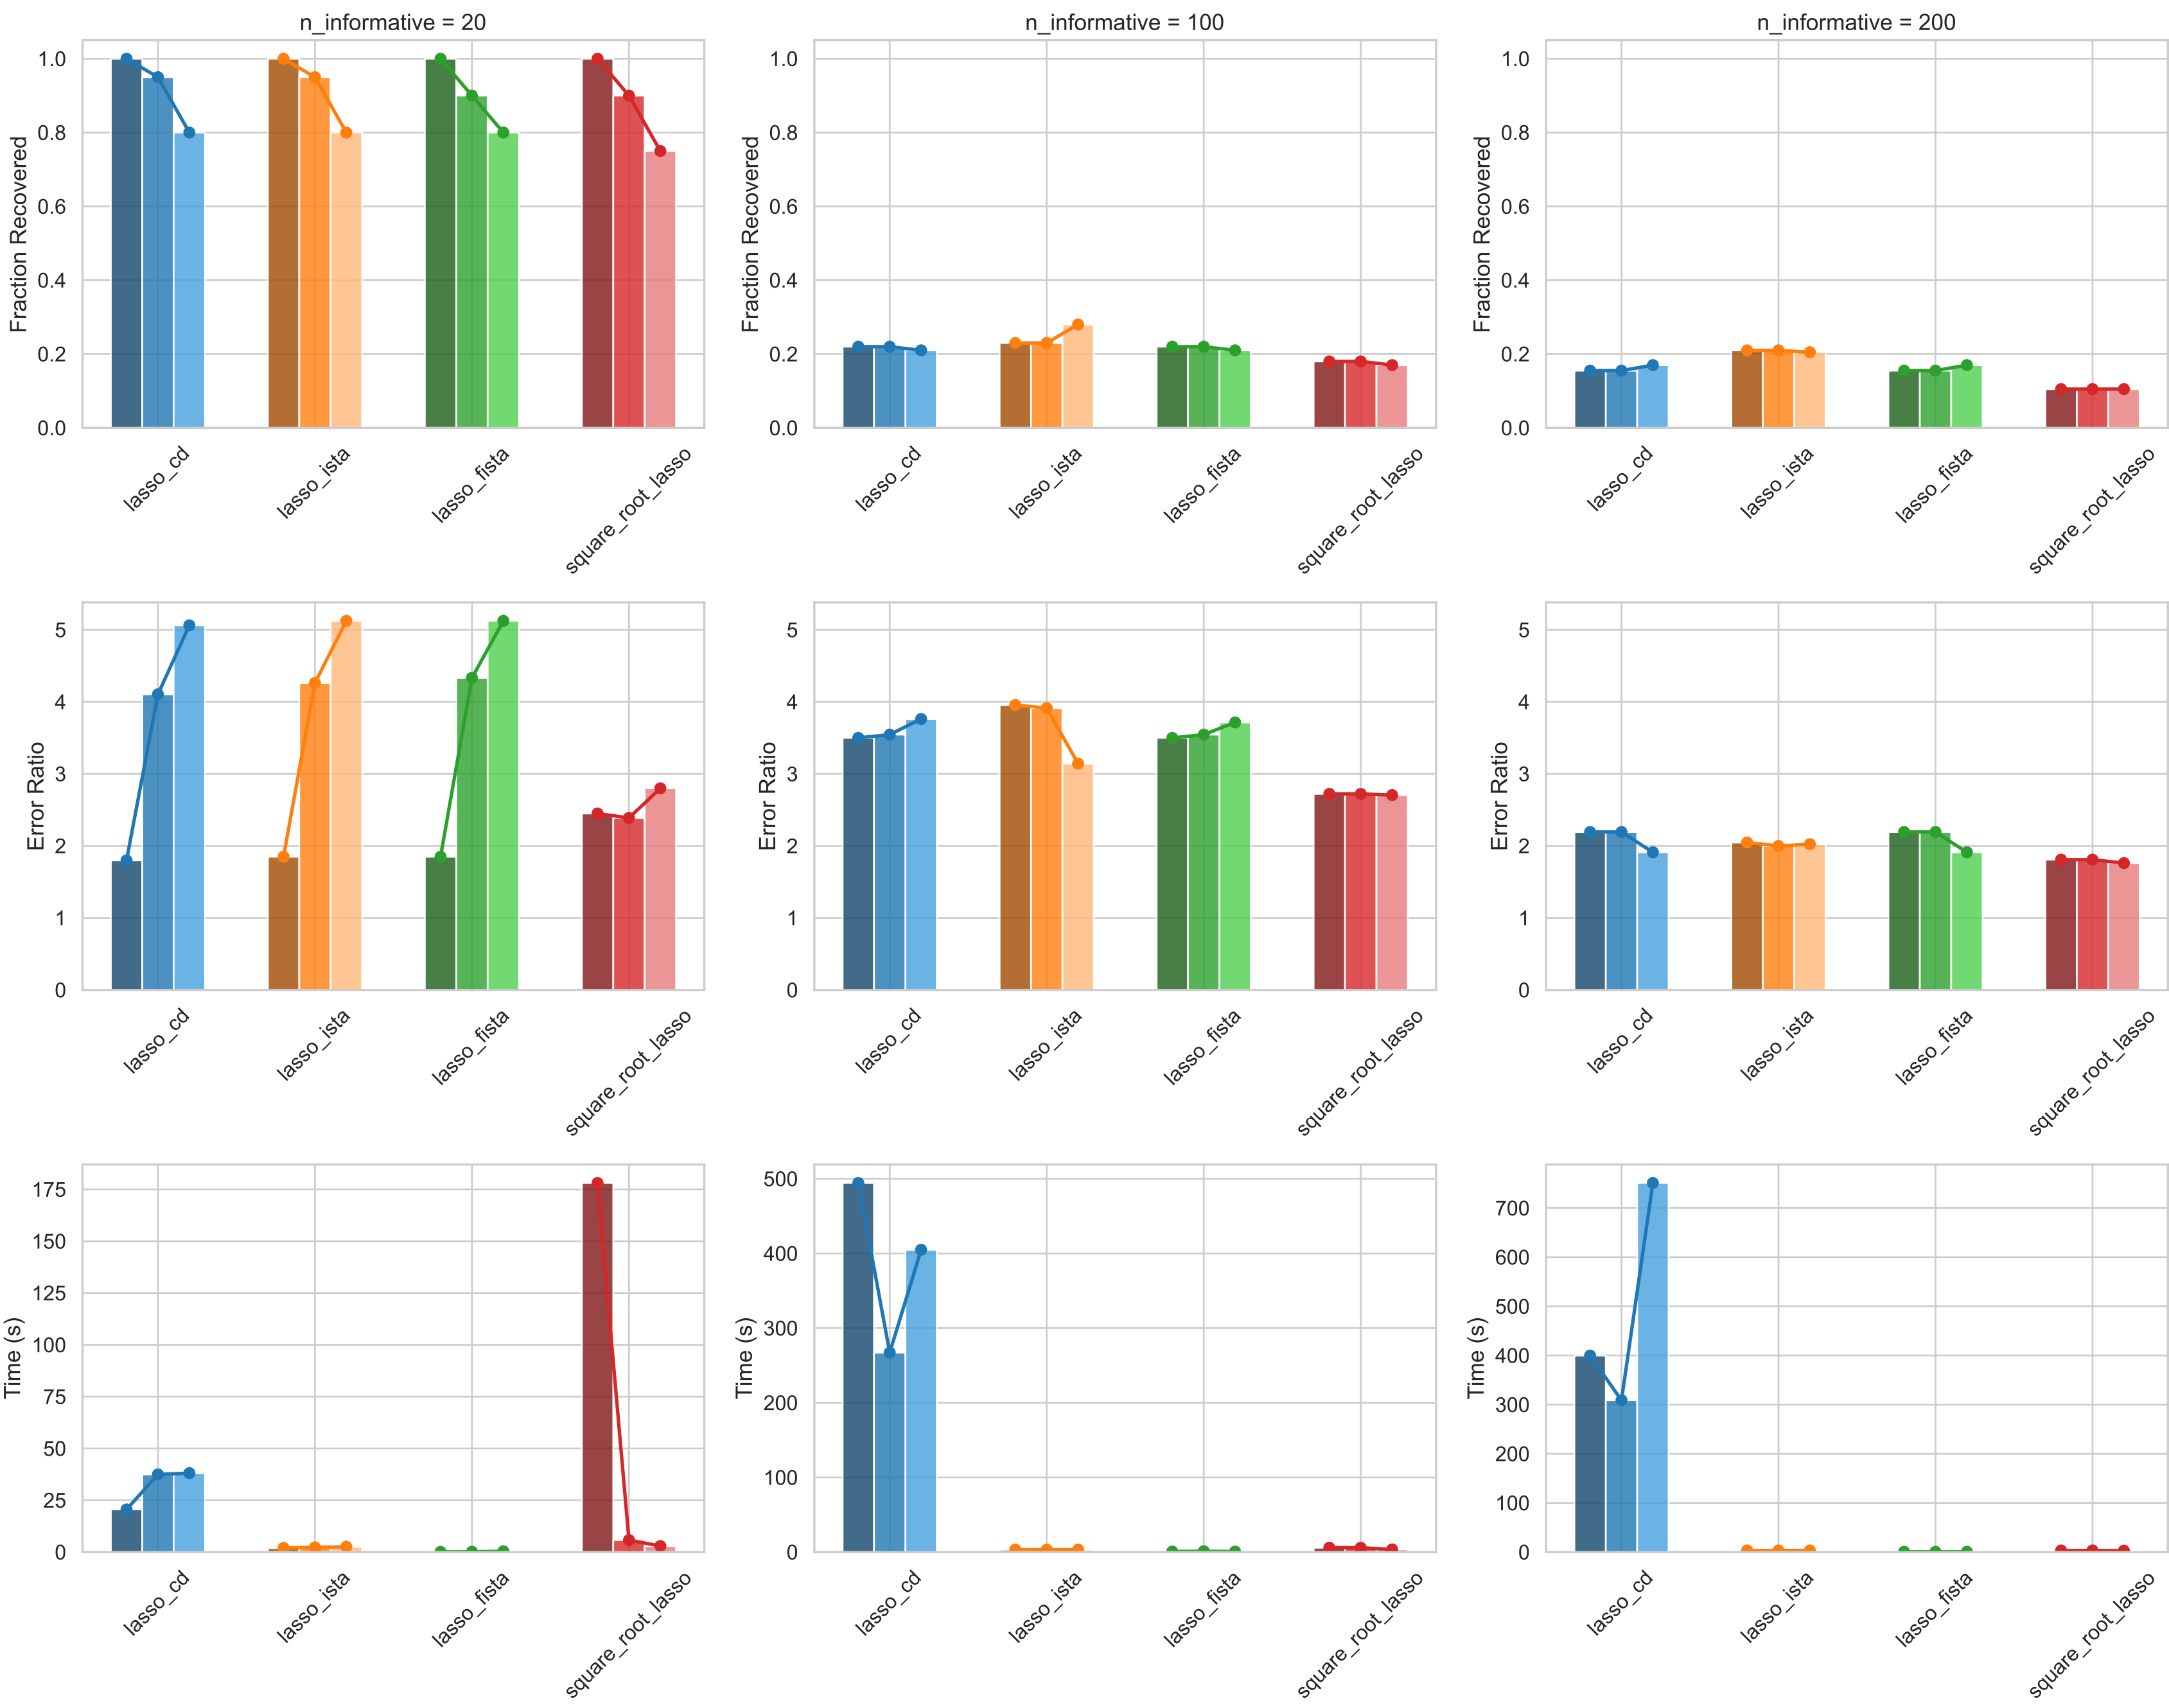 n_informative = 20
n_informative = 100
n_informative = 200
Fraction Recovered
1.0
0.8
0.6
0.4
0.2
0.0
lasso_cd
lasso_ista
lasso_fista
square_root_lasso
Fraction Recovered
1.0
0.8
0.6
0.4
0.2
0.0
lasso_cd
lasso_ista
lasso_fista
square_root_lasso
Fraction Recovered
1.0
0.8
0.6
0.4
0.2
0.0
lasso_cd
lasso_ista
lasso_fista
square_root_lasso
Error Ratio
5
4
3
2
1
0
lasso_cd
lasso_ista
lasso_fista
square_root_lasso
Error Ratio
5
4
3
2
1
0
lasso_cd
lasso_ista
lasso_fista
square_root_lasso
Error Ratio
5
4
3
2
1
0
lasso_cd
lasso_ista
lasso_fista
square_root_lasso
Time (s)
175
150
125
100
75
50
25
0
lasso_cd
lasso_ista
lasso_fista
square_root_lasso
Time (s)
500
400
300
200
100
0
lasso_cd
lasso_ista
lasso_fista
square_root_lasso
Time (s)
700
600
500
400
300
200
100
0
lasso_cd
lasso_ista
lasso_fista
square_root_lasso